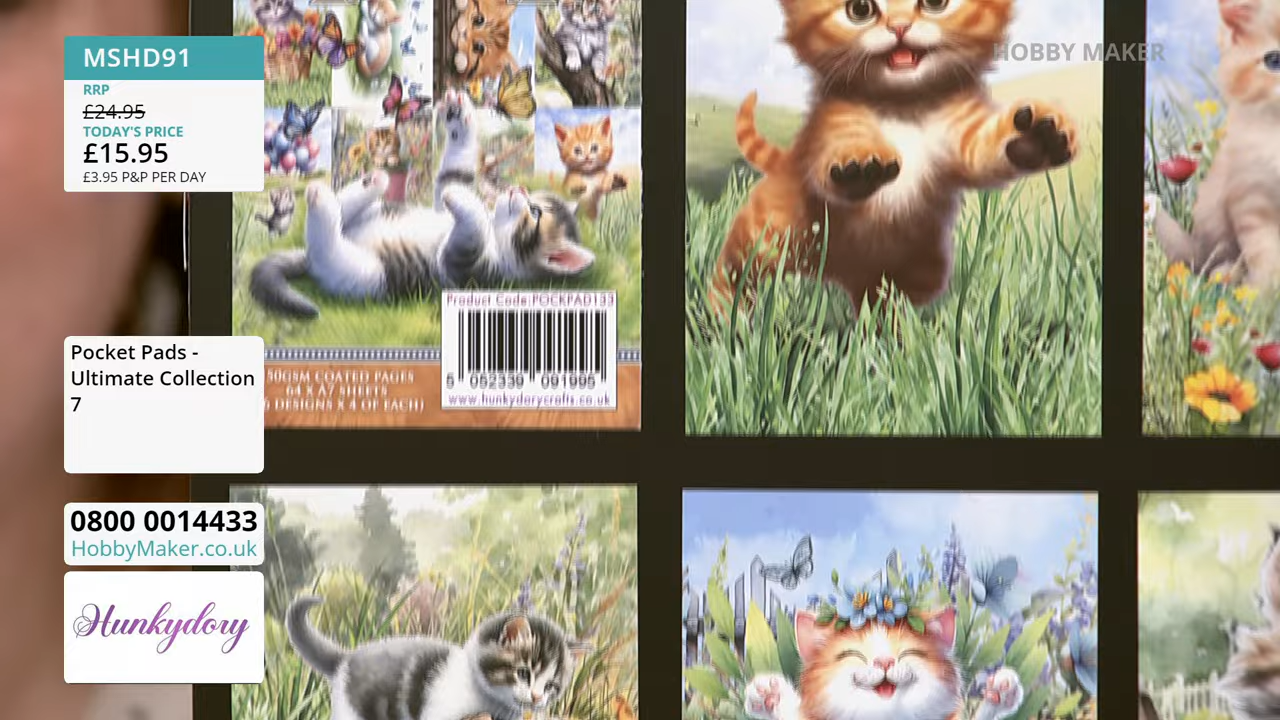 MSHD91
RRP
£24.95
TODAY'S PRICE
£15.95
£3.95 P&P PER DAY
HOBBY MAKER
Product Code:POCKPAD133
5 052339 091995
www.hunkydorycrafts.co.uk
50GSM COATED PAGES
64 X A7 SHEETS
6 DESIGNS X 4 OF EACH)
Pocket Pads -
Ultimate Collection
7
0800 0014433
HobbyMaker.co.uk
Hunkydory